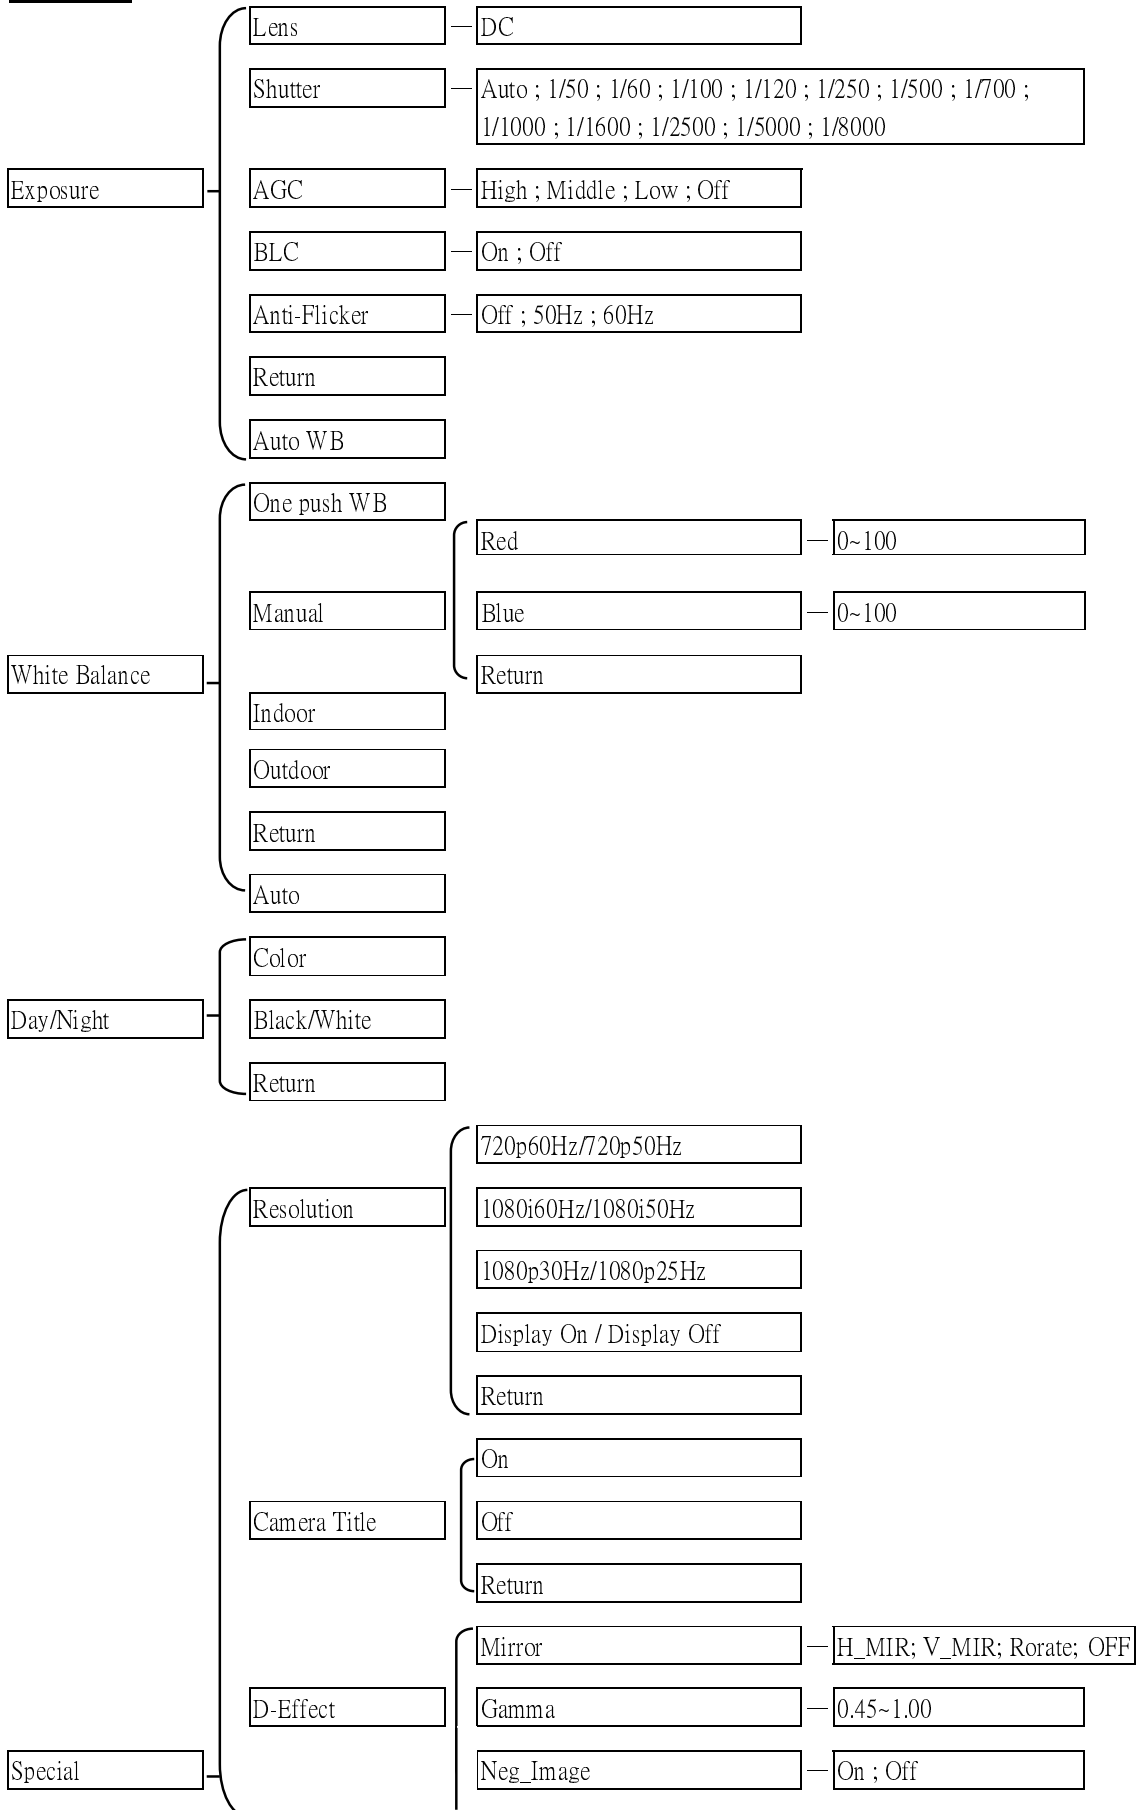 Lens
DC
Shutter
Auto ; 1/50 ; 1/60 ; 1/100 ; 1/120 ; 1/250 ; 1/500 ; 1/700 ;
1/1000 ; 1/1600 ; 1/2500 ; 1/5000 ; 1/8000
Exposure
AGC
High ; Middle ; Low ; Off
BLC
On ; Off
Anti-Flicker
Off ; 50Hz ; 60Hz
Return
Auto WB
One push WB
Red
0~100
Manual
Blue
0~100
White Balance
Return
Indoor
Outdoor
Return
Auto
Color
Day/Night
Black/White
Return
720p60Hz/720p50Hz
Resolution
1080i60Hz/1080i50Hz
1080p30Hz/1080p25Hz
Display On / Display Off
Return
On
Camera Title
Off
Return
Mirror
H_MIR; V_MIR; Rorate; OFF
D-Effect
Gamma
0.45~1.00
Special
Neg_Image
On ; Off